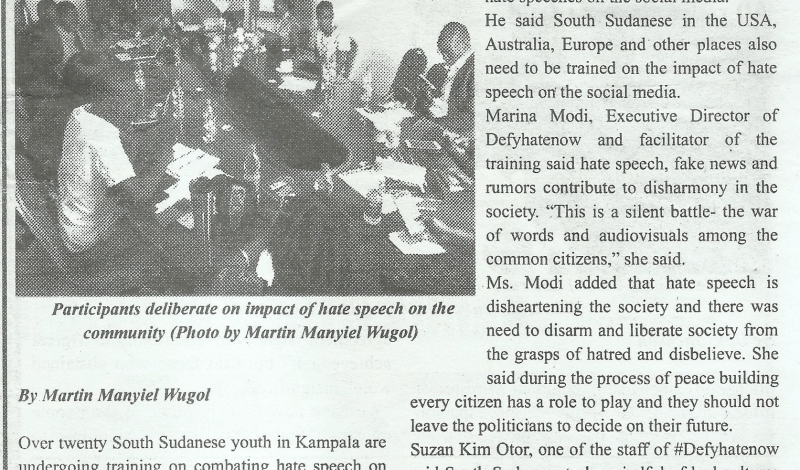 Participants deliberate on impact of hate speech on the
community (Photo by Martin Manyiel Wugol)
By Martin Manyiel Wugol
Over twenty South Sudanese youth in Kampala are
undergoing training on combating hate speech on
hate speeches on the social media.
He said South Sudanese in the USA,
Australia, Europe and other places also
need to be trained on the impact of hate
speech on the social media.
Marina Modi, Executive Director of
Defyhatenow and facilitator of the
training said hate speech, fake news and
rumors contribute to disharmony in the
society. “This is a silent battle- the war
of words and audiovisuals among the
common citizens,” she said.
Ms. Modi added that hate speech is
disheartening the society and there was
need to disarm and liberate society from
the grasps of hatred and disbelieve. She
said during the process of peace building
every citizen has a role to play and they should not
leave the politicians to decide on their future.
Suzan Kim Otor, one of the staff of #Defyhatenow
said South Sudanese